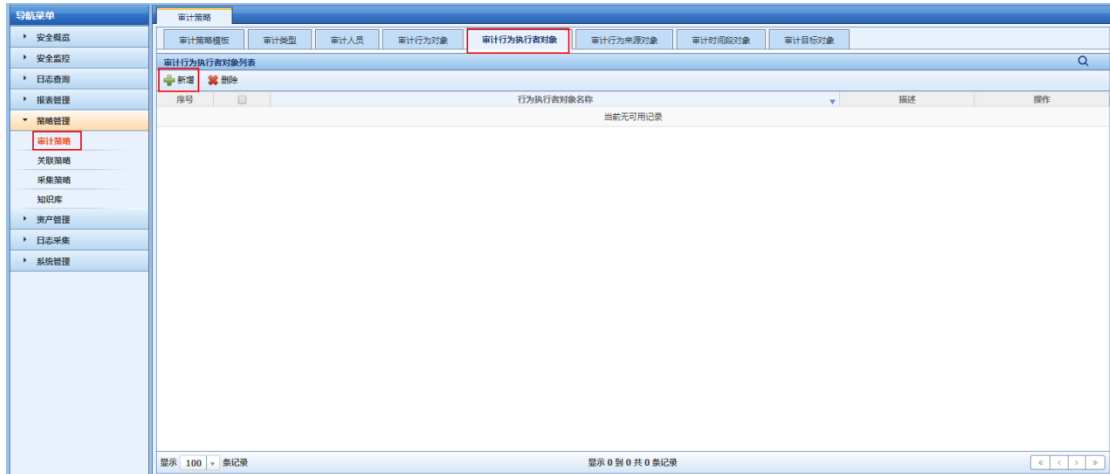 导航菜单
安全概览
安全监控
日志查询
报表管理
策略管理
审计策略
关联策略
采集策略
知识库
资产管理
日志采集
系统管理
审计策略
审计策略模板 审计类型 审计人员 审计行为对象 审计行为执行者对象 审计行为来源对象 审计时间段对象 审计目标对象
审计行为执行者对象列表
新增 删除
序号 行为执行者对象名称 描述 操作
当前无可用记录
显示 100 条记录 显示 0 到 0 共 0 条记录